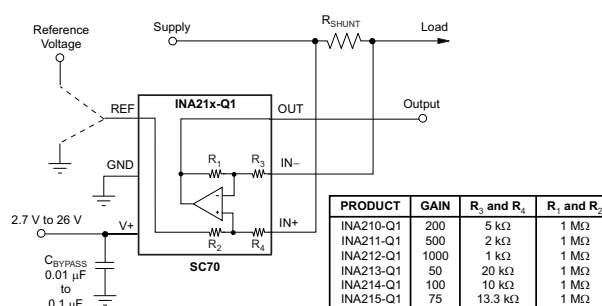 Reference
Voltage
Supply
RSHUNT
Load
REF
INA21x-Q1
OUT
Output
GND
R1
R3
IN−
−
+
2.7 V to 26 V
V+
R2
R4
IN+
CBYPASS
0.01 μF
to
0.1 μF
SC70
PRODUCT GAIN R3 and R4 R1 and R2
INA210-Q1 200 5 kΩ 1 MΩ
INA211-Q1 500 2 kΩ 1 MΩ
INA212-Q1 1000 1 kΩ 1 MΩ
INA213-Q1 50 20 kΩ 1 MΩ
INA214-Q1 100 10 kΩ 1 MΩ
INA215-Q1 75 13.3 kΩ 1 MΩ